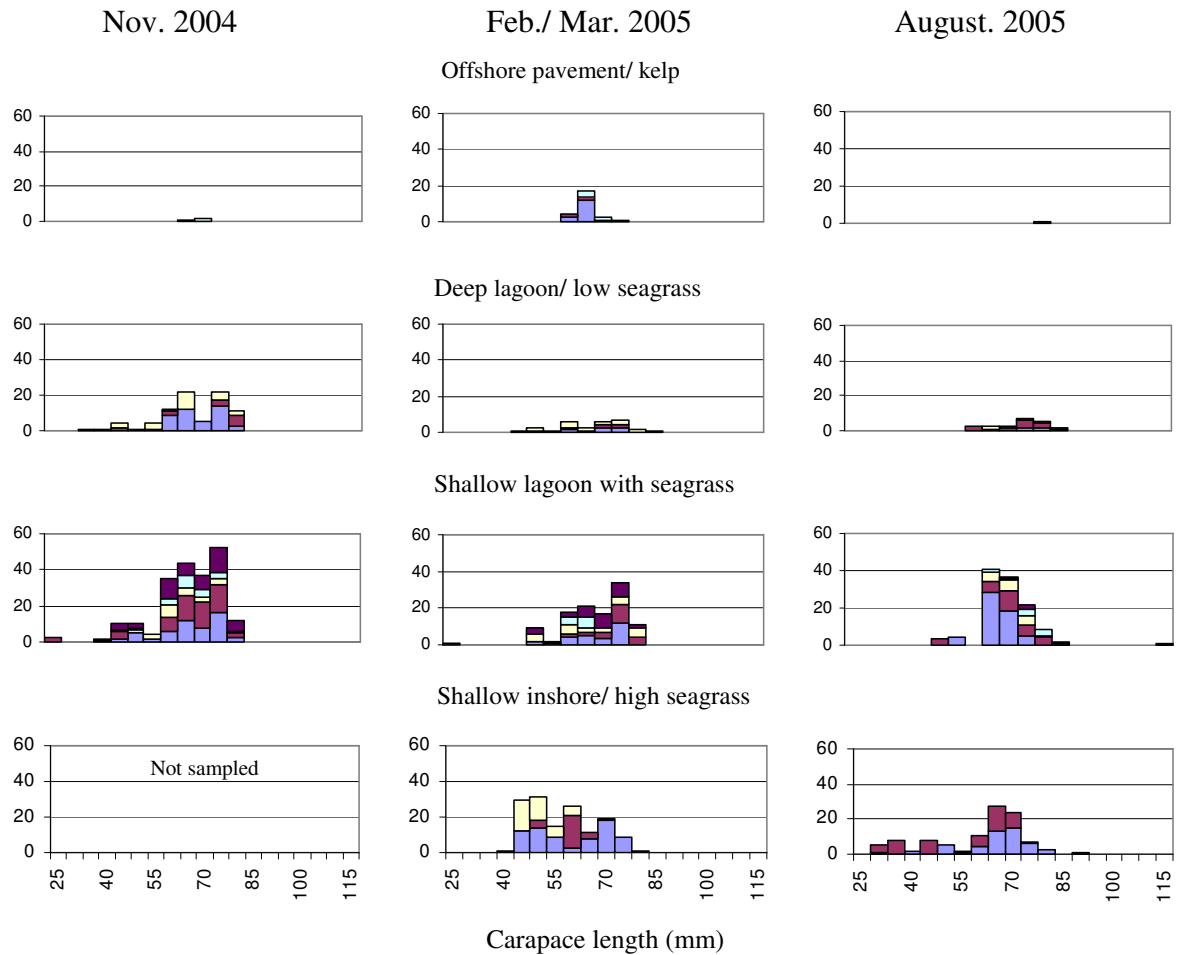 Nov. 2004 Feb./ Mar. 2005 August. 2005
Offshore pavement/ kelp
60 60 60
40 40 40
20 20 20
0 0 0
Deep lagoon/ low seagrass
60 60 60
40 40 40
20 20 20
0 0 0
Shallow lagoon with seagrass
60 60 60
40 40 40
20 20 20
0 0 0
Shallow inshore/ high seagrass
60 60 60
Not sampled
40 40 40
20 20 20
0 0 0
25 40 55 70 85 100 115 25 40 55 70 85 100 115 25 40 55 70 85 100 115
Carapace length (mm)